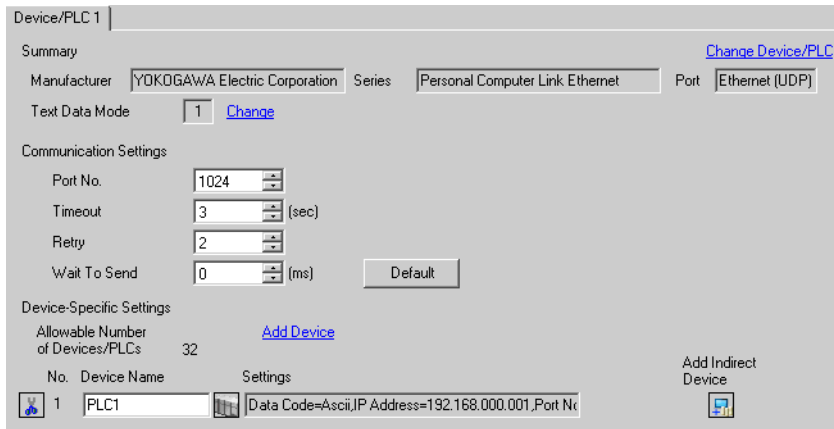 Device/PLC 1
Summary
Change Device/PLC
Manufacturer YOKOGAWA Electric Corporation Series Personal Computer Link Ethernet Port Ethernet (UDP)
Text Data Mode 1 Change
Communication Settings
Port No. 1024
Timeout 3 (sec)
Retry 2
Wait To Send 0 (ms) Default
Device-Specific Settings
Allowable Number
of Devices/PLCs 32
Add Device
Add Indirect
Device
No. Device Name Settings
1 PLC1 Data Code=Ascii,IP Address=192.168.000.001,Port No